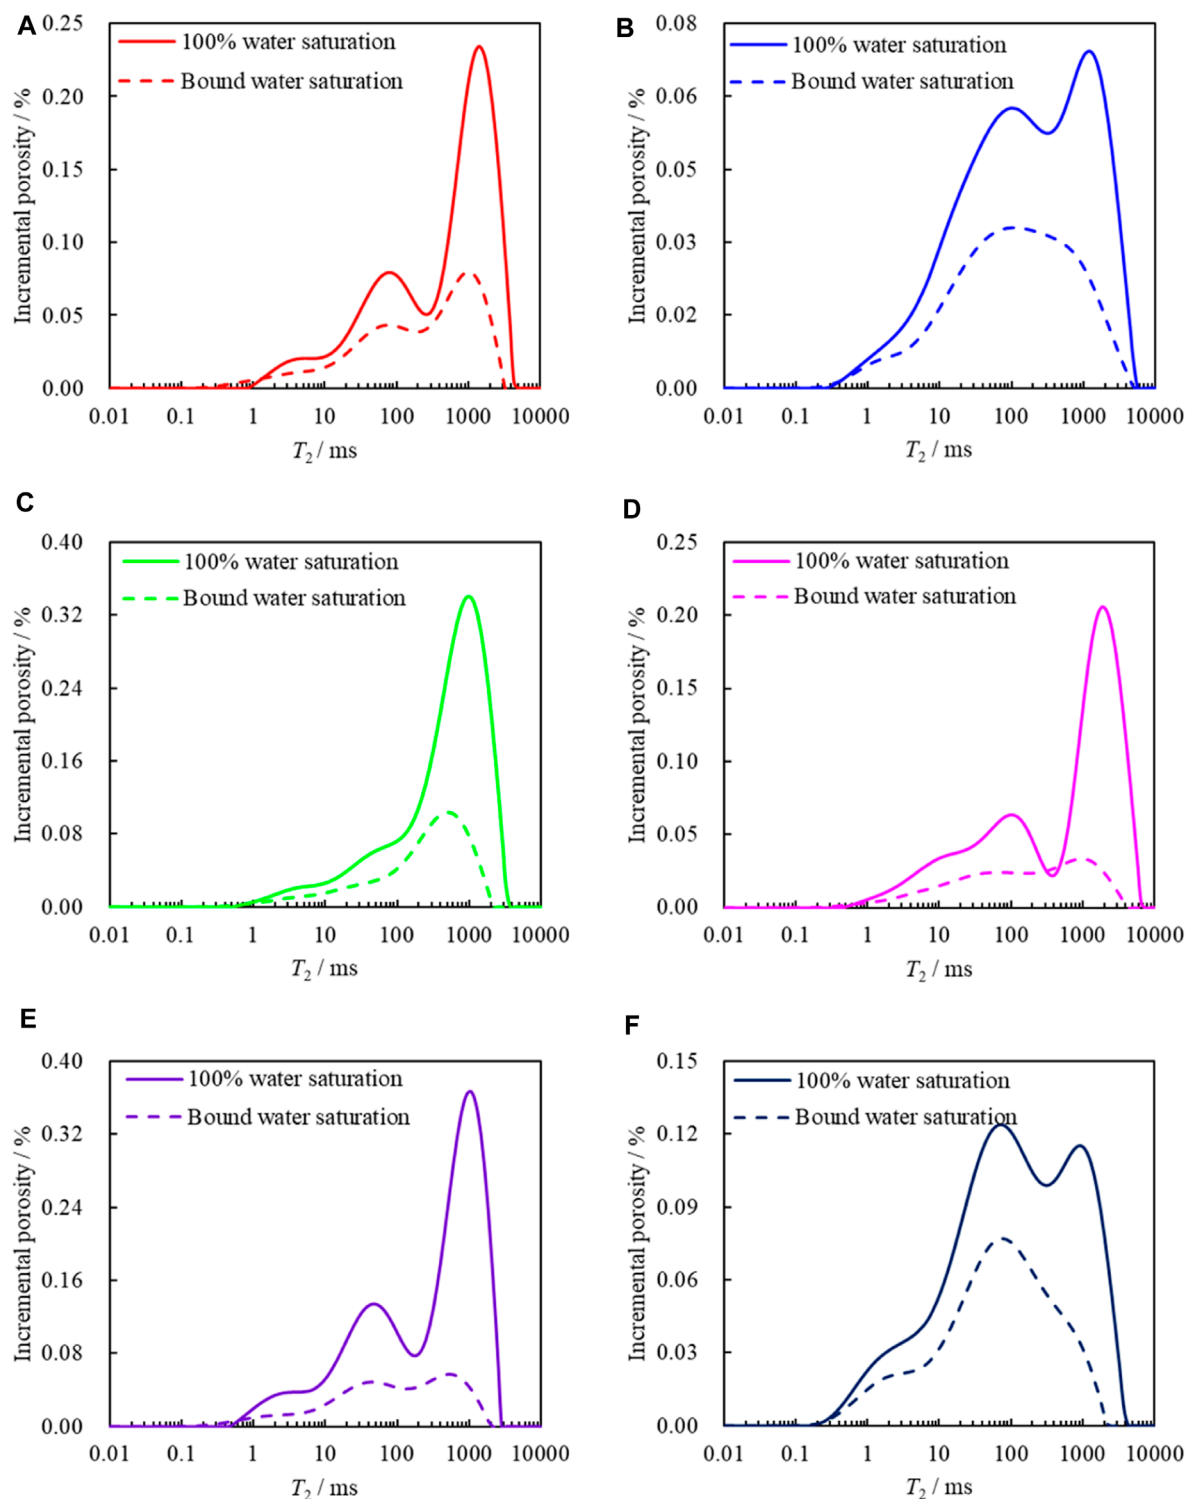 A
Incremental porosity / %
0.25
0.20
0.15
0.10
0.05
0.00
100% water saturation
Bound water saturation
0.01 0.1 1 10 100 1000 10000
T2 / ms
B
Incremental porosity / %
0.08
0.06
0.05
0.03
0.02
0.00
100% water saturation
Bound water saturation
0.01 0.1 1 10 100 1000 10000
T2 / ms
C
Incremental porosity / %
0.40
0.32
0.24
0.16
0.08
0.00
100% water saturation
Bound water saturation
0.01 0.1 1 10 100 1000 10000
T2 / ms
D
Incremental porosity / %
0.25
0.20
0.15
0.10
0.05
0.00
100% water saturation
Bound water saturation
0.01 0.1 1 10 100 1000 10000
T2 / ms
E
Incremental porosity / %
0.40
0.32
0.24
0.16
0.08
0.00
100% water saturation
Bound water saturation
0.01 0.1 1 10 100 1000 10000
T2 / ms
F
Incremental porosity / %
0.15
0.12
0.09
0.06
0.03
0.00
100% water saturation
Bound water saturation
0.01 0.1 1 10 100 1000 10000
T2 / ms